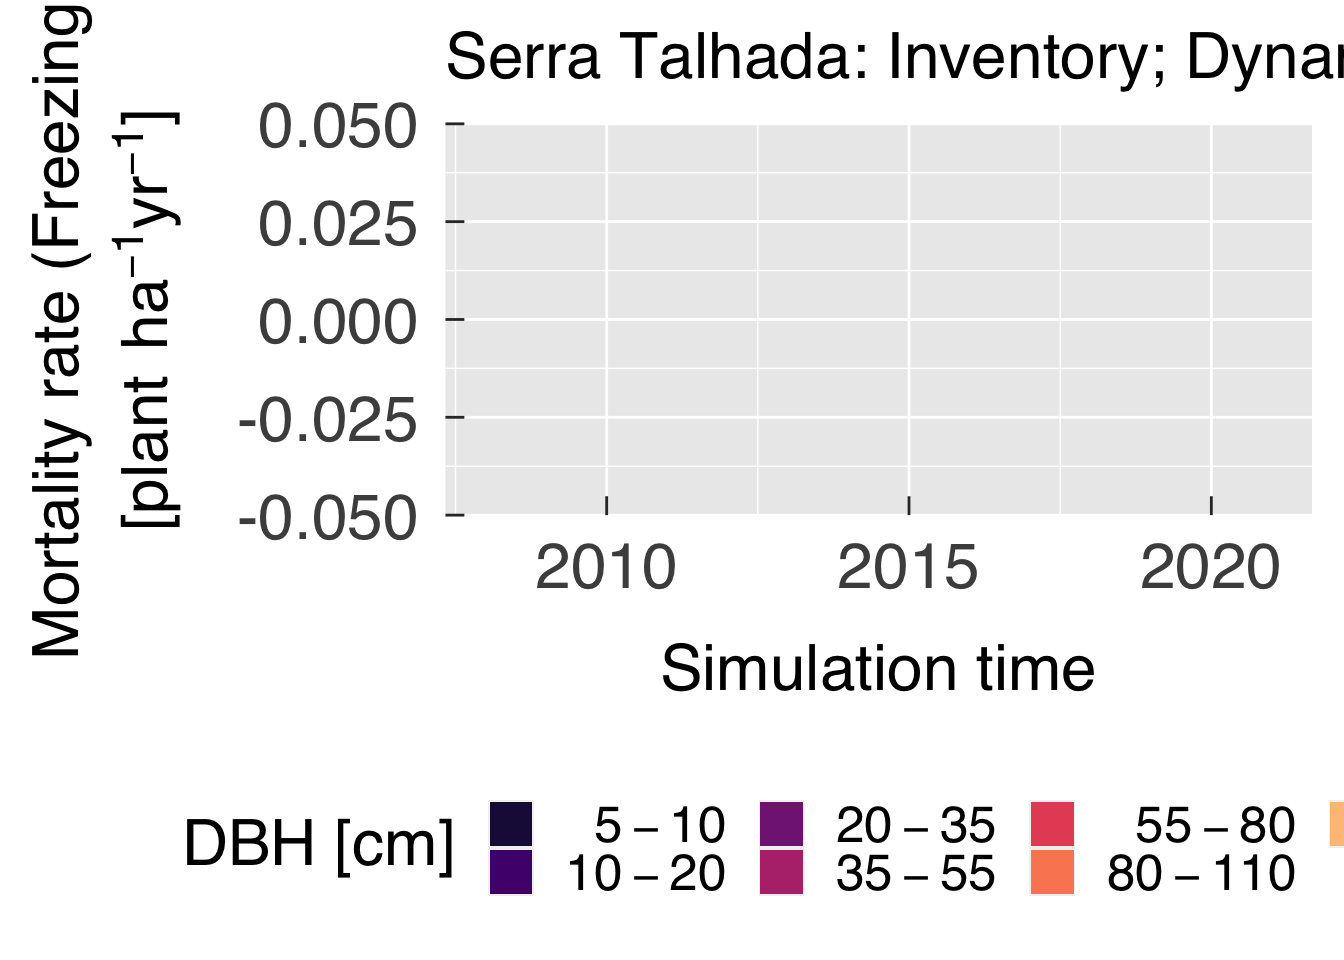 Serra Talhada: Inventory; Dynar
Mortality rate (Freezing
[plant ha⁻¹yr⁻¹]
0.050
0.025
0.000
-0.025
-0.050
2010 2015 2020
Simulation time
DBH [cm]
5 – 10 20 – 35 55 – 80
10 – 20 35 – 55 80 – 110